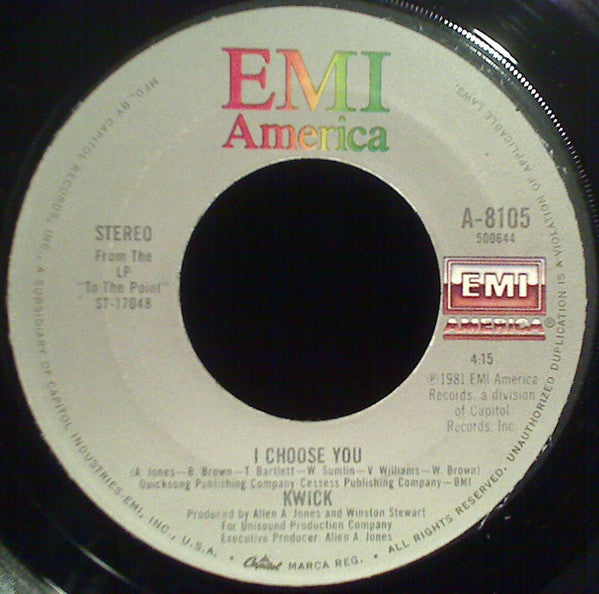 EMI
America
STEREO
From The
LP
"To The Point"
ST-17048
A-8105
500644
EMI
AMERICA®
4:15
℗1981 EMI America
Records, a division
of Capitol
Records, Inc.
I CHOOSE YOU
(A. Jones—B. Brown—T. Bartlett—W. Sumlin—V. Williams—W. Brown)
Quicksong Publishing Company Cessess Publishing Company—BMI
KWICK
Produced by Allen A. Jones and Winston Stewart
For Unisound Production Company
Executive Producer Allen A. Jones
MFD. BY CAPITOL RECORDS, INC., A SUBSIDIARY OF CAPITOL INDUSTRIES-EMI, INC., U.S.A. • Capitol MARCA REG. • ALL RIGHTS RESERVED. UNAUTHORIZED DUPLICATION IS A VIOLATION OF APPLICABLE LAWS.